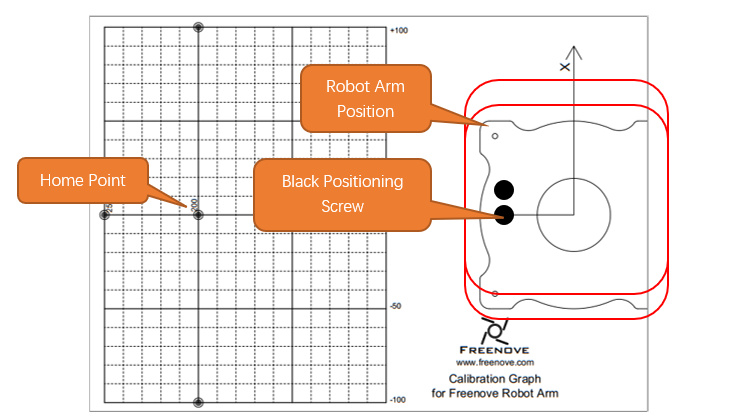 +100
X
Robot Arm
Position
Home Point
Black Positioning
Screw
200
-50
FREENOVE
www.freenove.com
Calibration Graph
for Freenove Robot Arm
-100